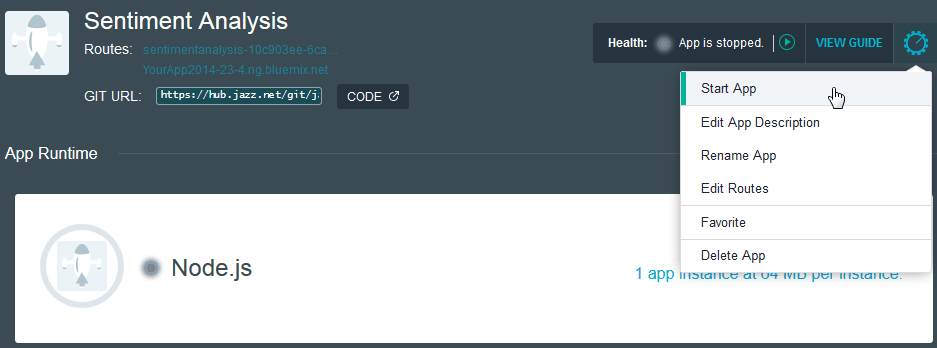 Sentiment Analysis
Routes: sentimentanalysis-10c903ee-6ca...
YourApp2014-23-4.ng.bluemix.net
GIT URL: https://hub.jazz.net/git/j CODE
Health: App is stopped. VIEW GUIDE
Start App
Edit App Description
Rename App
Edit Routes
Favorite
Delete App
App Runtime
Node.js
1 app instance at 64 MB per instance.